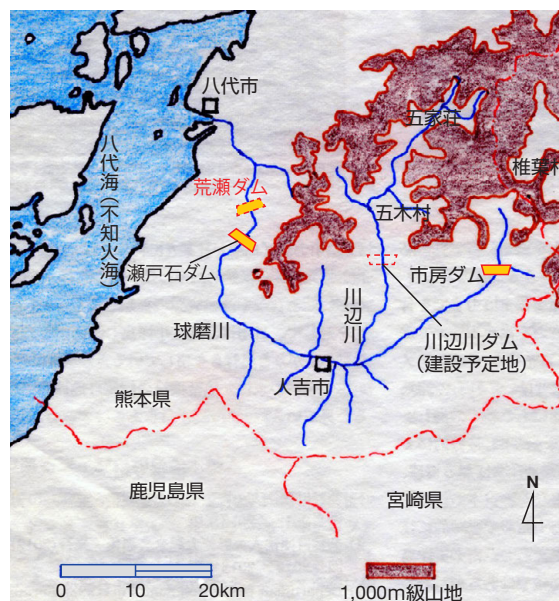 八代市
五家荘
椎葉村
八代海（不知火海）
荒瀬ダム
五木村
瀬戸石ダム
市房ダム
川辺川
球磨川
川辺川ダム
（建設予定地）
人吉市
熊本県
鹿児島県
宮崎県
N
0 10 20km
1,000m級山地